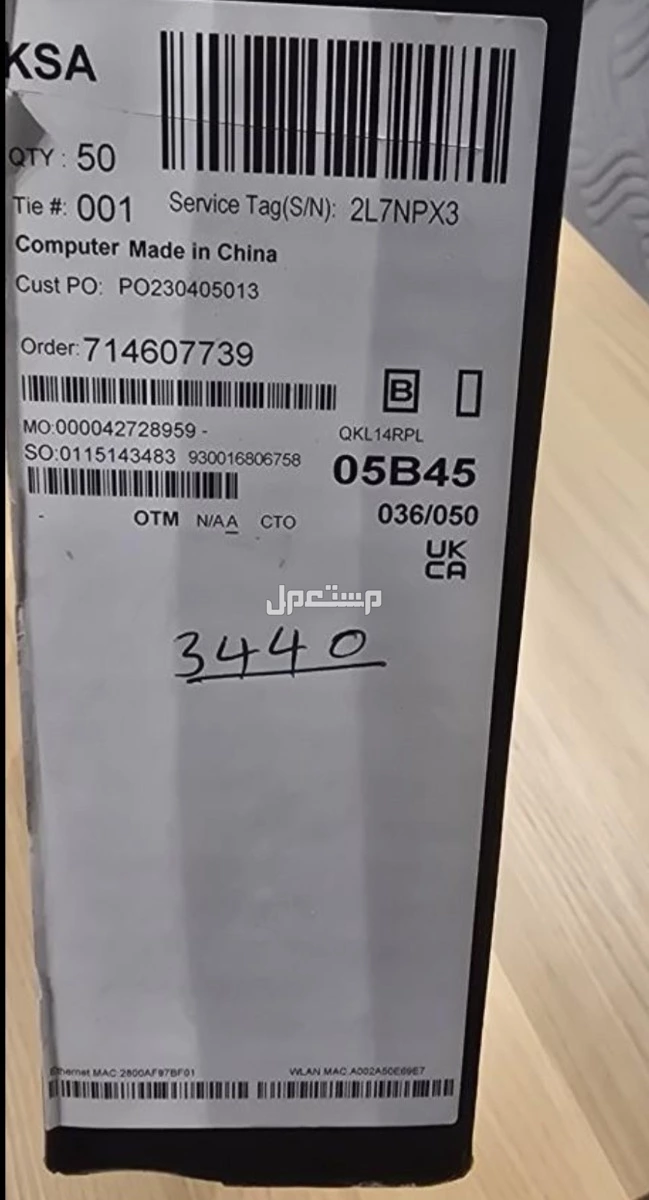 KSA
QTY : 50
Tie #: 001 Service Tag(S/N): 2L7NPX3
Computer Made in China
Cust PO: PO230405013
Order: 714607739
B
MO:000042728959 - QKL14RPL
SO:0115143483 930016806758 05B45
- OTM N/AA CTO 036/050
UK
CA
مستعمل
3440
Ethernet MAC:2800AF97BF01 WLAN MAC:A002A50E69E7